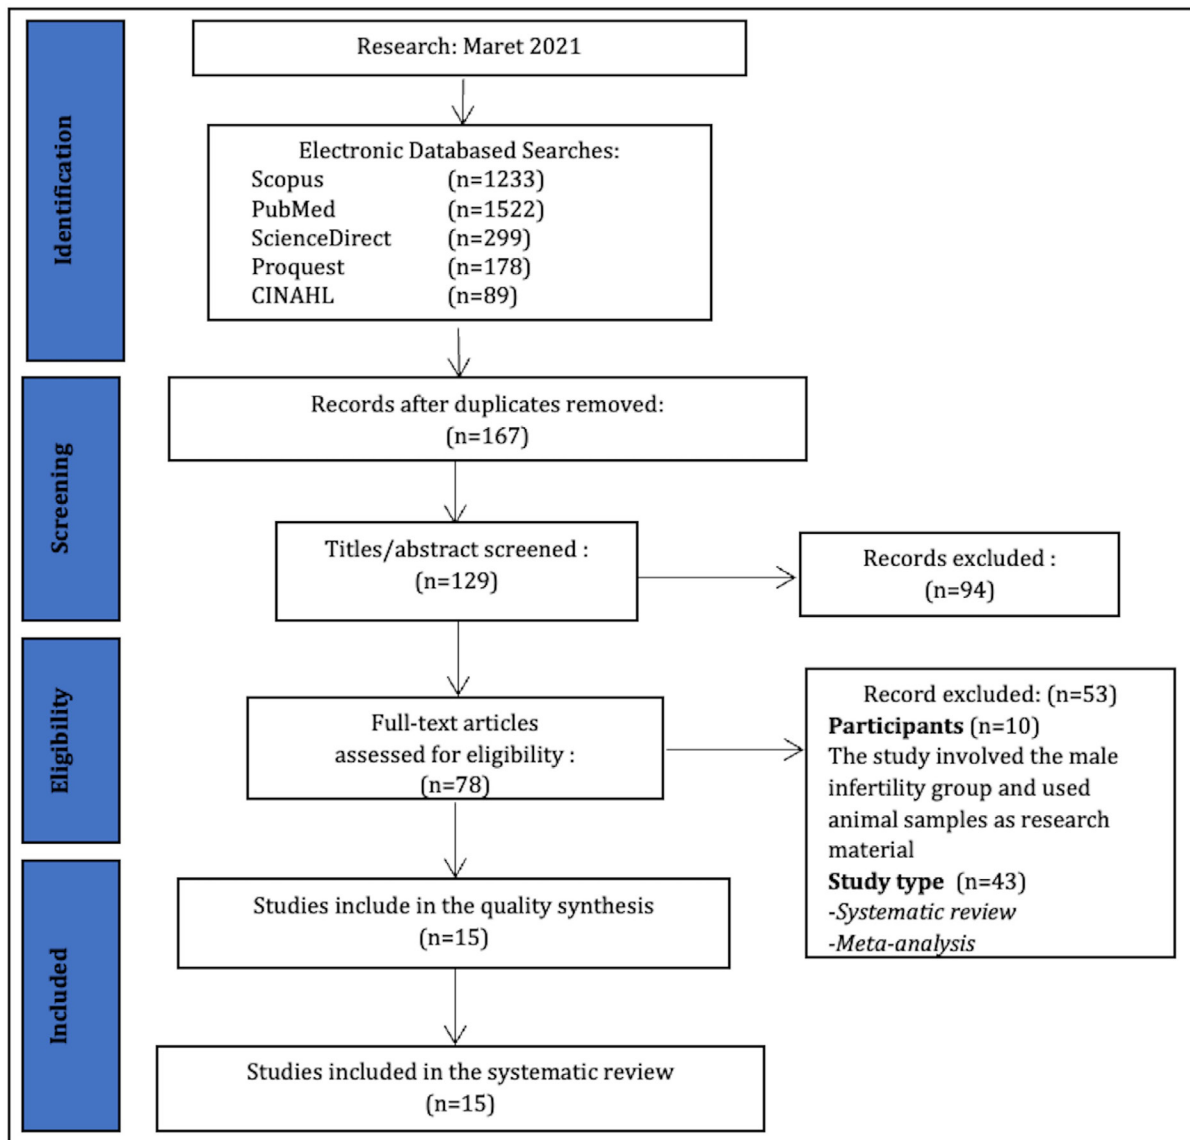 Identification
Research: Maret 2021
Electronic Databased Searches:
Scopus (n=1233)
PubMed (n=1522)
ScienceDirect (n=299)
Proquest (n=178)
CINAHL (n=89)
Screening
Records after duplicates removed:
(n=167)
Titles/abstract screened :
(n=129)
Records excluded :
(n=94)
Eligibility
Full-text articles
assessed for eligibility :
(n=78)
Record excluded: (n=53)
Participants (n=10)
The study involved the male
infertility group and used
animal samples as research
material
Study type (n=43)
-Systematic review
-Meta-analysis
Included
Studies include in the quality synthesis
(n=15)
Studies included in the systematic review
(n=15)